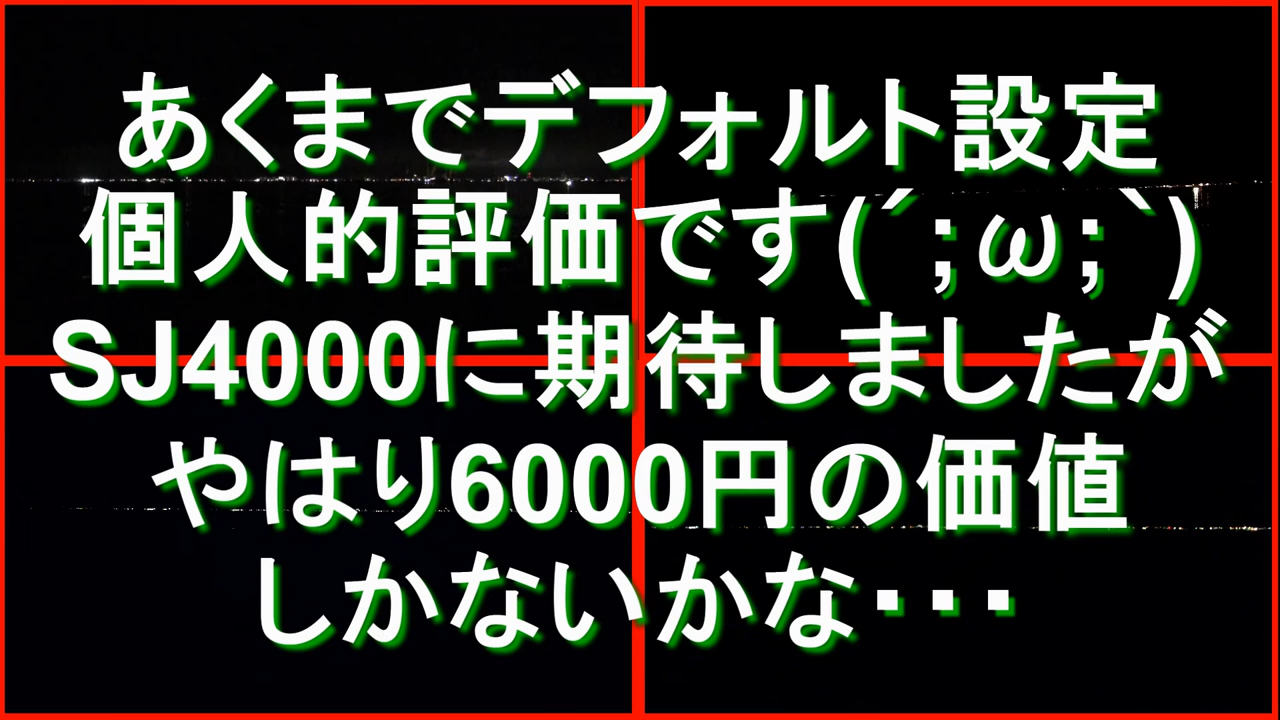 あくまでデフォルト設定
個人的評価です(´;ω;`)
SJ4000に期待しましたが
やはり6000円の価値
しかないかな・・・